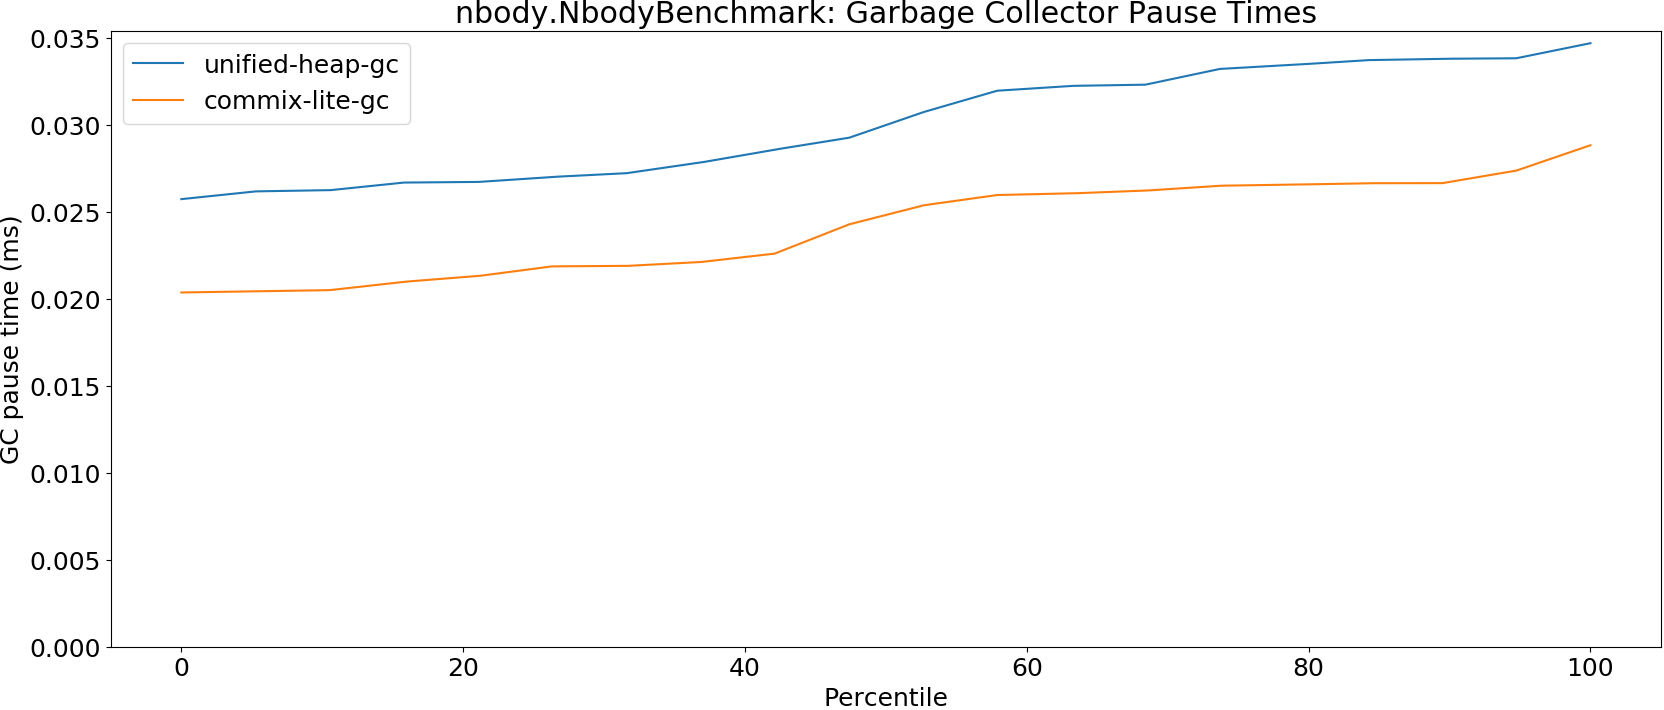 nbody.NbodyBenchmark: Garbage Collector Pause Times
unified-heap-gc
commix-lite-gc
GC pause time (ms)
0.035
0.030
0.025
0.020
0.015
0.010
0.005
0.000
0 20 40 60 80 100
Percentile